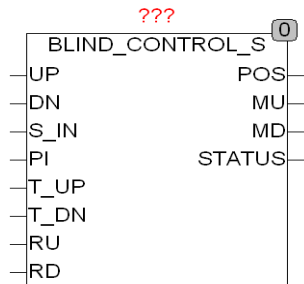 ???
0
BLIND_CONTROL_S
UP POS
DN MU
S_IN MD
PI STATUS
T_UP
T_DN
RU
RD